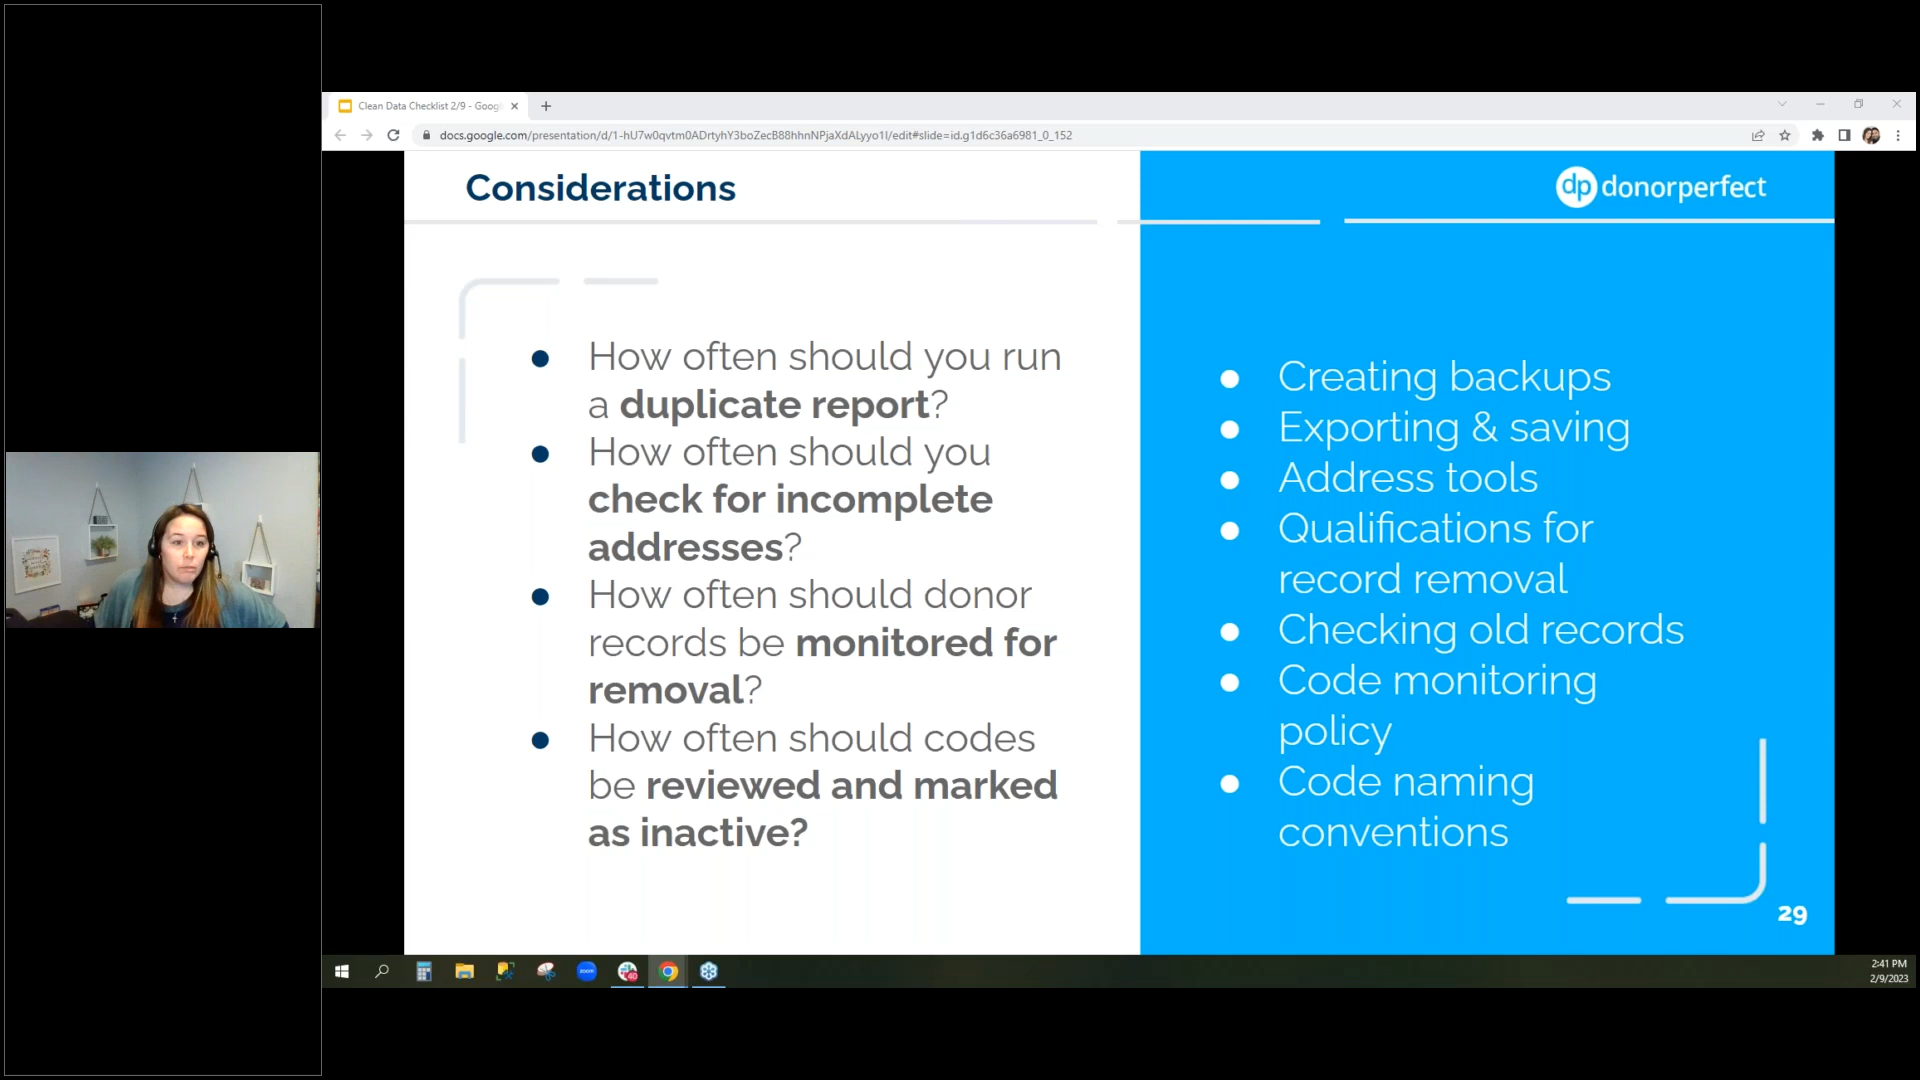 Clean Data Checklist 2/9 - Goog
docs.google.com/presentation/d/1-hU7w0qvtm0ADrtyhY3boZecB88hhnNPjaXdALyyo1I/edit#slide=id.g1d6c36a6981_0_152
Considerations
dp donorperfect
How often should you run
a duplicate report?
How often should you
check for incomplete
addresses?
How often should donor
records be monitored for
removal?
How often should codes
be reviewed and marked
as inactive?
Creating backups
Exporting & saving
Address tools
Qualifications for
record removal
Checking old records
Code monitoring
policy
Code naming
conventions
29
zoom
2:41 PM
2/9/2023